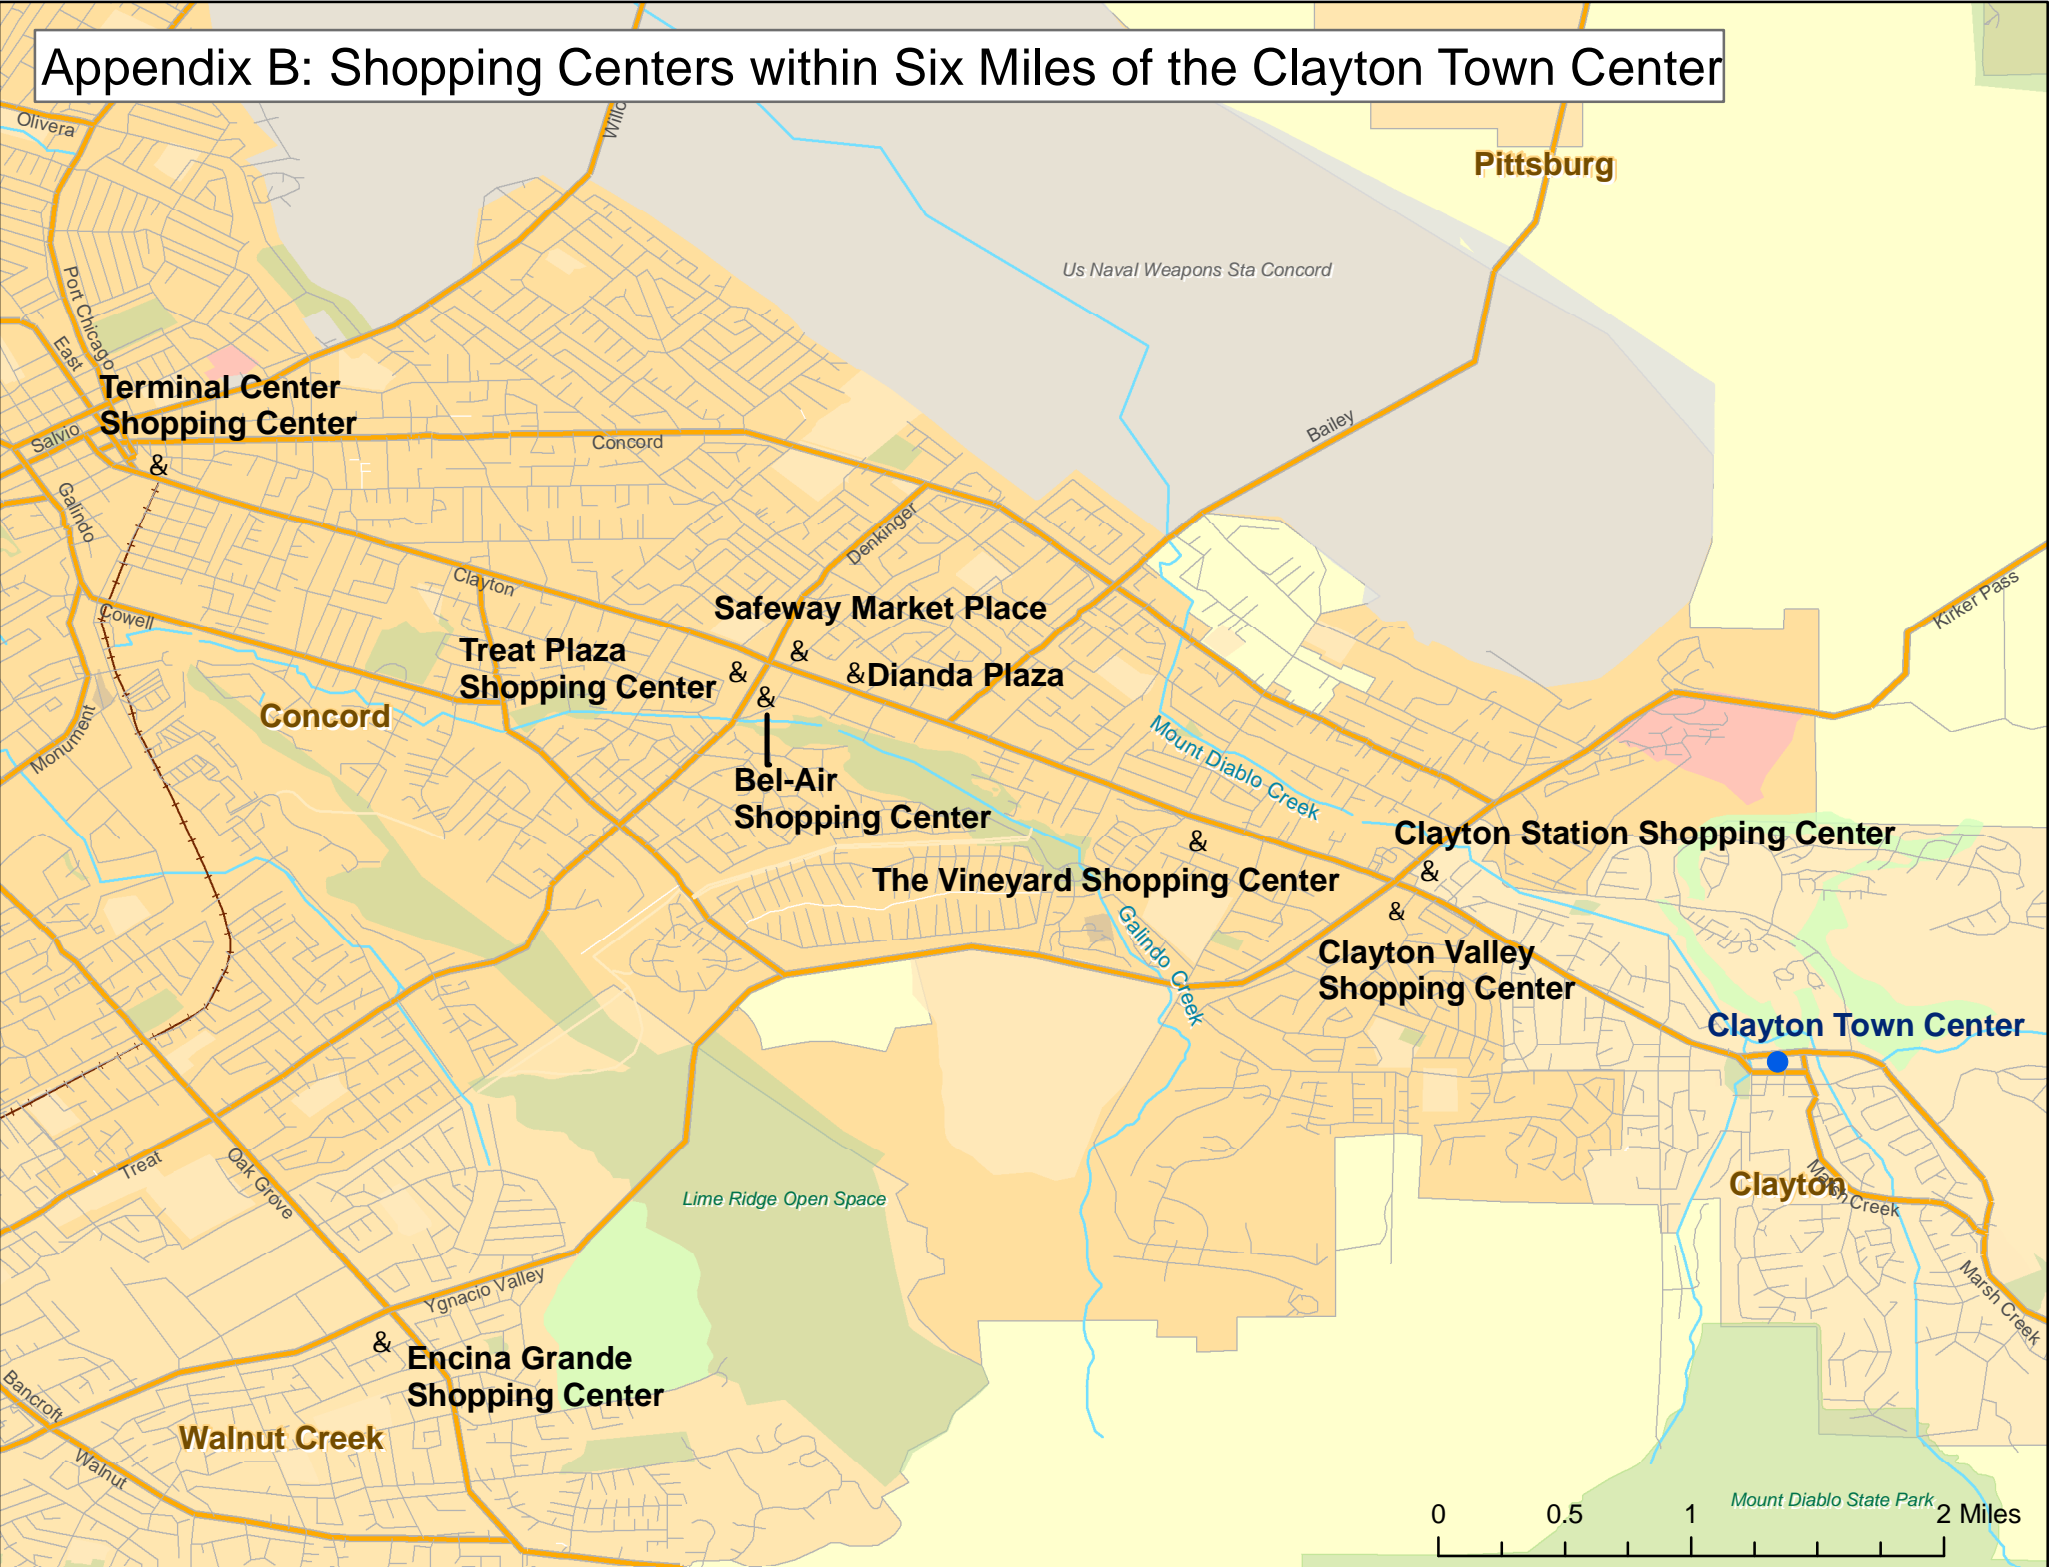 Appendix B: Shopping Centers within Six Miles of the Clayton Town Center
Olivera
Pittsburg
Us Naval Weapons Sta Concord
Port Chicago
East
Terminal Center
Shopping Center
Salvio
&
Concord
Bailey
Galindo
Denkinger
Clayton
Cowell
Kirker Pass
Safeway Market Place
Treat Plaza
Shopping Center
&
&
&Dianda Plaza
&
Concord
Monument
Mount Diablo Creek
Bel-Air
Shopping Center
Clayton Station Shopping Center
&
&
The Vineyard Shopping Center
&
Galindo Creek
Clayton Valley
Shopping Center
Clayton Town Center
Treat
Oak Grove
Lime Ridge Open Space
Clayton
Marsh Creek
Marsh Creek
Ygnacio Valley
&
Encina Grande
Shopping Center
Bancroft
Walnut Creek
Walnut
Mount Diablo State Park
0 0.5 1 2 Miles